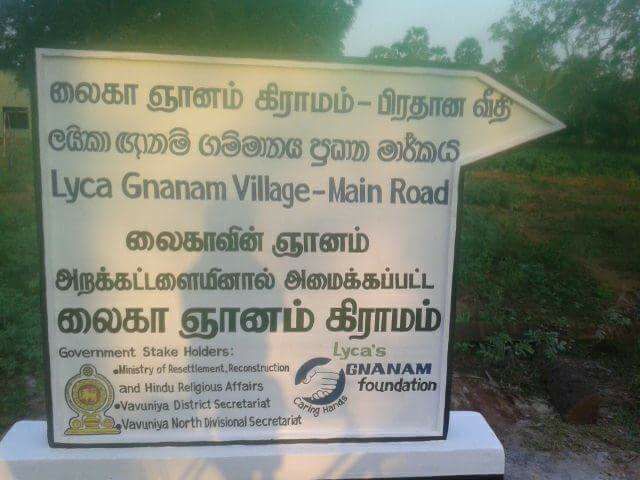 லைகா ஞானம் கிராமம் - பிரதான வீதி
ලයිකා ඥානම් ගම්මානය ප්‍රධාන මාර්ගය
Lyca Gnanam Village - Main Road
லைகாவின் ஞானம்
அறக்கட்டளையினால் அமைக்கப்பட்ட
லைகா ஞானம் கிராமம்
Government Stake Holders:
•Ministry of Resettlement, Reconstruction
and Hindu Religious Affairs
•Vavuniya District Secretariat
•Vavuniya North Divisional Secretariat
Lyca's
GNANAM
foundation
Caring Hands